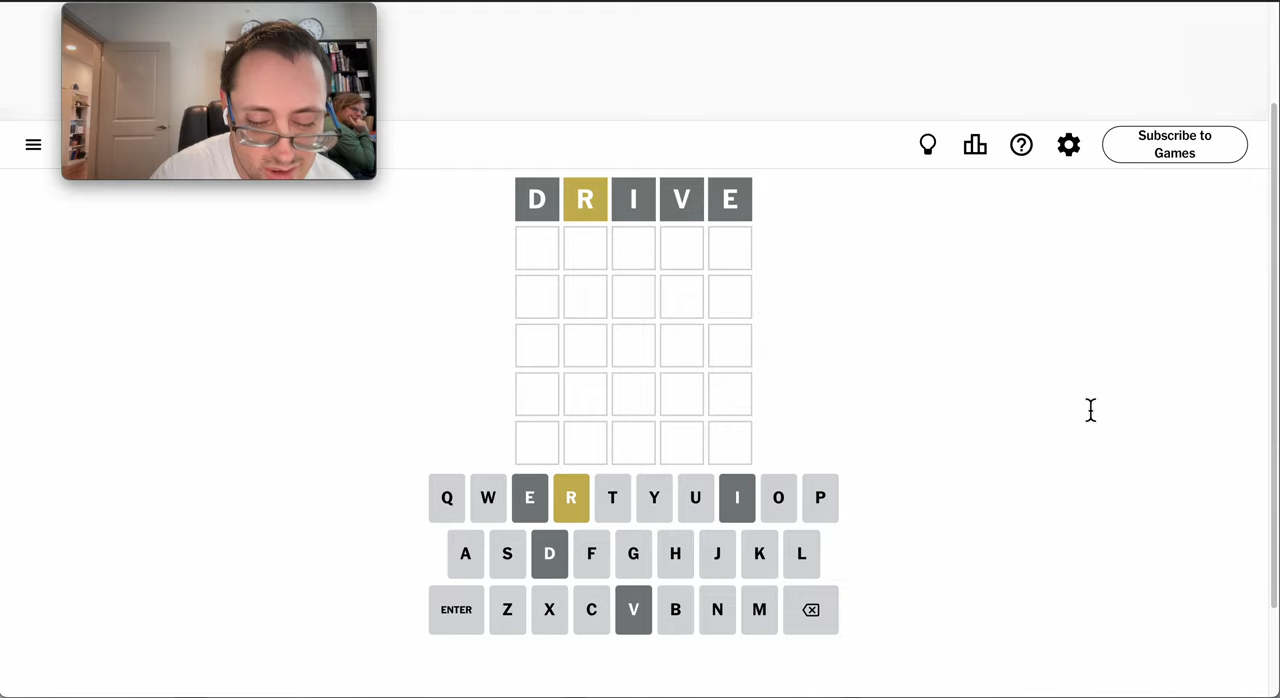 Subscribe to
Games
D R I V E
Q W E R T Y U I O P
A S D F G H J K L
ENTER Z X C V B N M